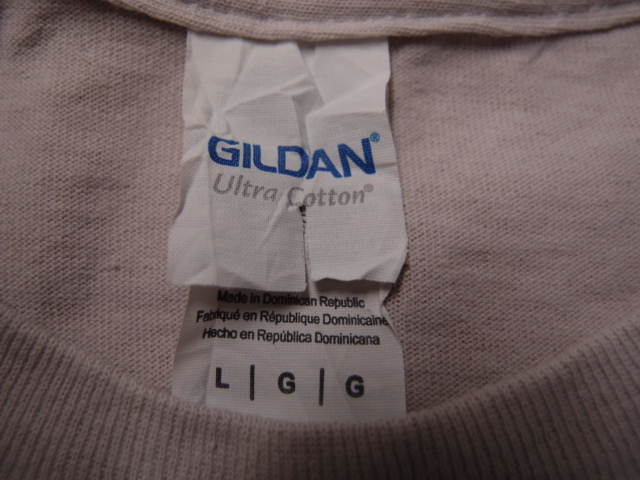 GILDAN®
Ultra Cotton®
Made in Dominican Republic
Fabriqué en République Dominicaine
Hecho en República Dominicana
L | G | G